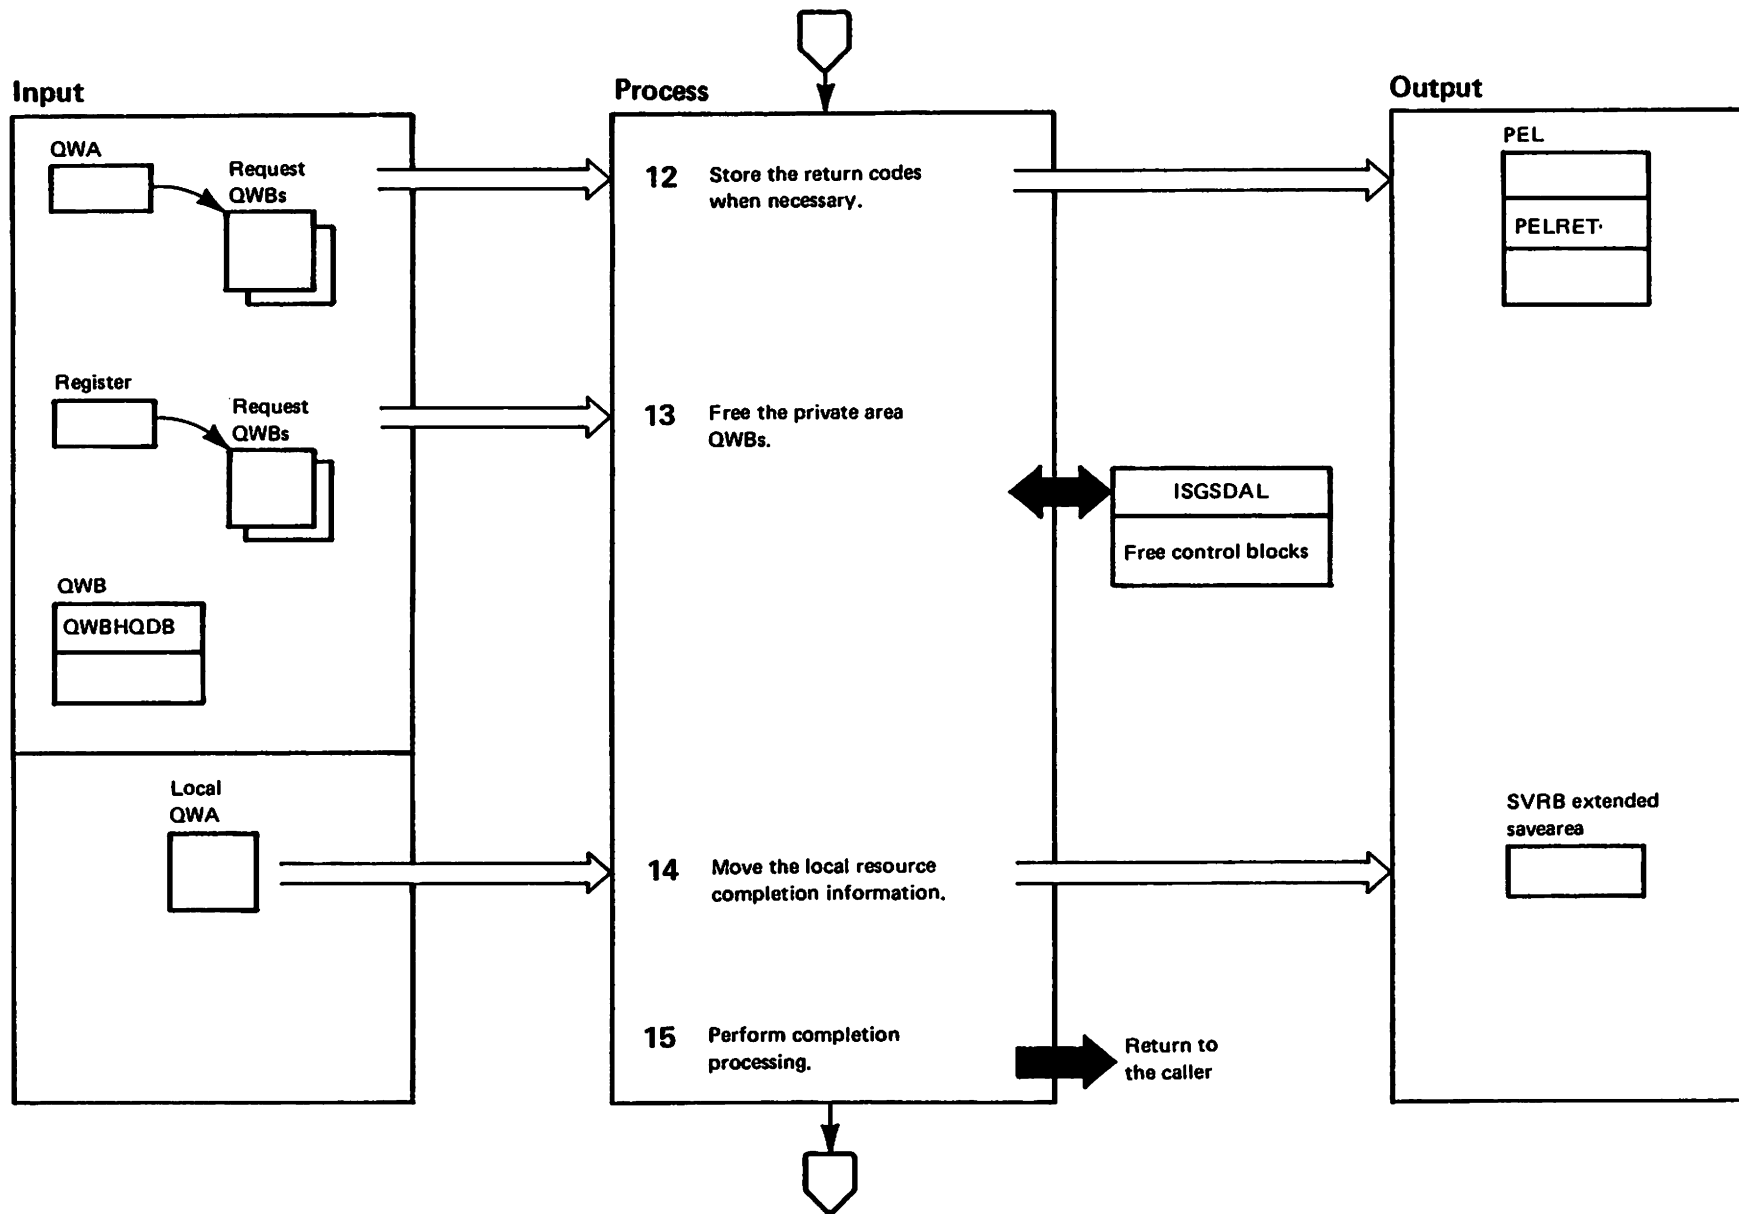 Input
QWA
Request
QWBs
Register
Request
QWBs
QWB
QWBHQDB
Local
QWA
Process
12 Store the return codes
when necessary.
13 Free the private area
QWBs.
ISGSDAL
Free control blocks
14 Move the local resource
completion information.
15 Perform completion
processing.
Return to
the caller
Output
PEL
PELRET
SVRB extended
savearea